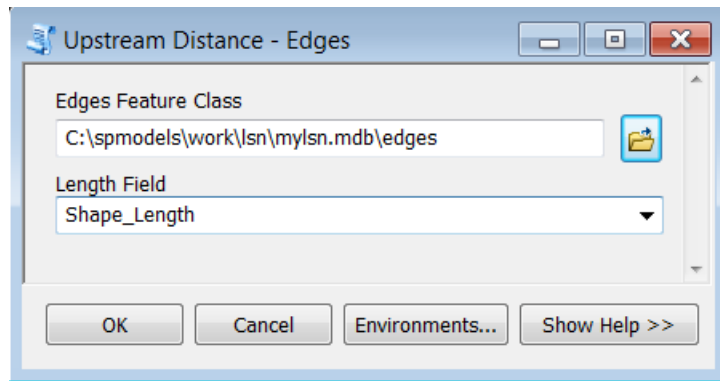 Upstream Distance - Edges
Edges Feature Class
C:\spmodels\work\lsn\mylsn.mdb\edges
Length Field
Shape_Length
OK Cancel Environments... Show Help >>